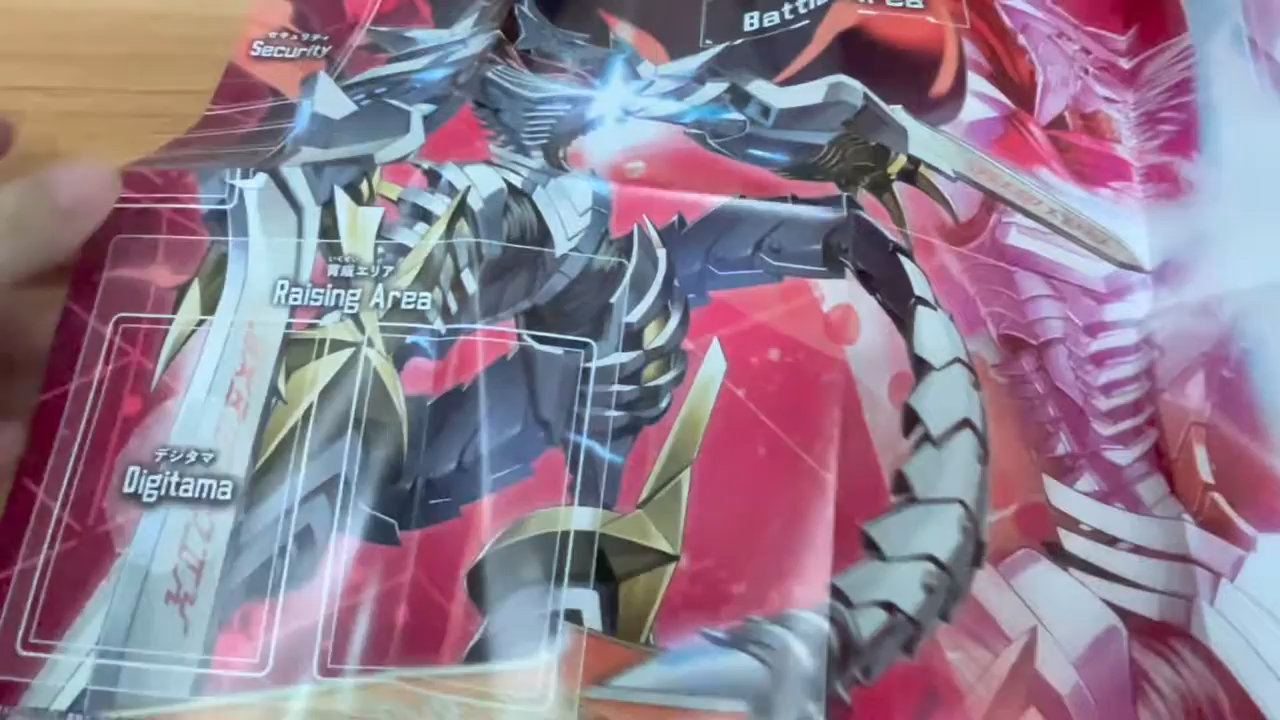 セキュリティ
Security
Battle Area
いくせい
育成エリア
Raising Area
デジタマ
Digitama